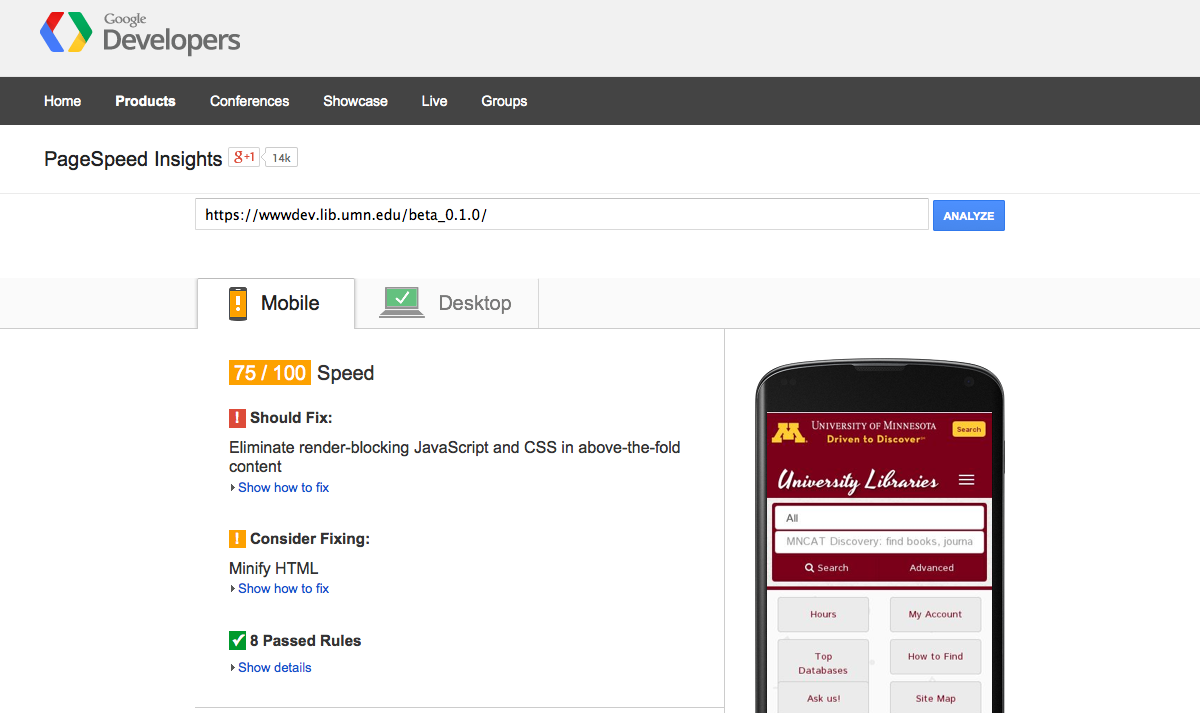 Google
Developers
Home Products Conferences Showcase Live Groups
PageSpeed Insights g+1 14k
https://wwwdev.lib.umn.edu/beta_0.1.0/ ANALYZE
Mobile Desktop
75 / 100 Speed
! Should Fix:
Eliminate render-blocking JavaScript and CSS in above-the-fold
content
Show how to fix
! Consider Fixing:
Minify HTML
Show how to fix
8 Passed Rules
Show details
M UNIVERSITY OF MINNESOTA Search
Driven to Discover℠
University Libraries
All
MNCAT Discovery: find books, journa
Search Advanced
Hours My Account
Top
Databases
How to Find
Ask us! Site Map